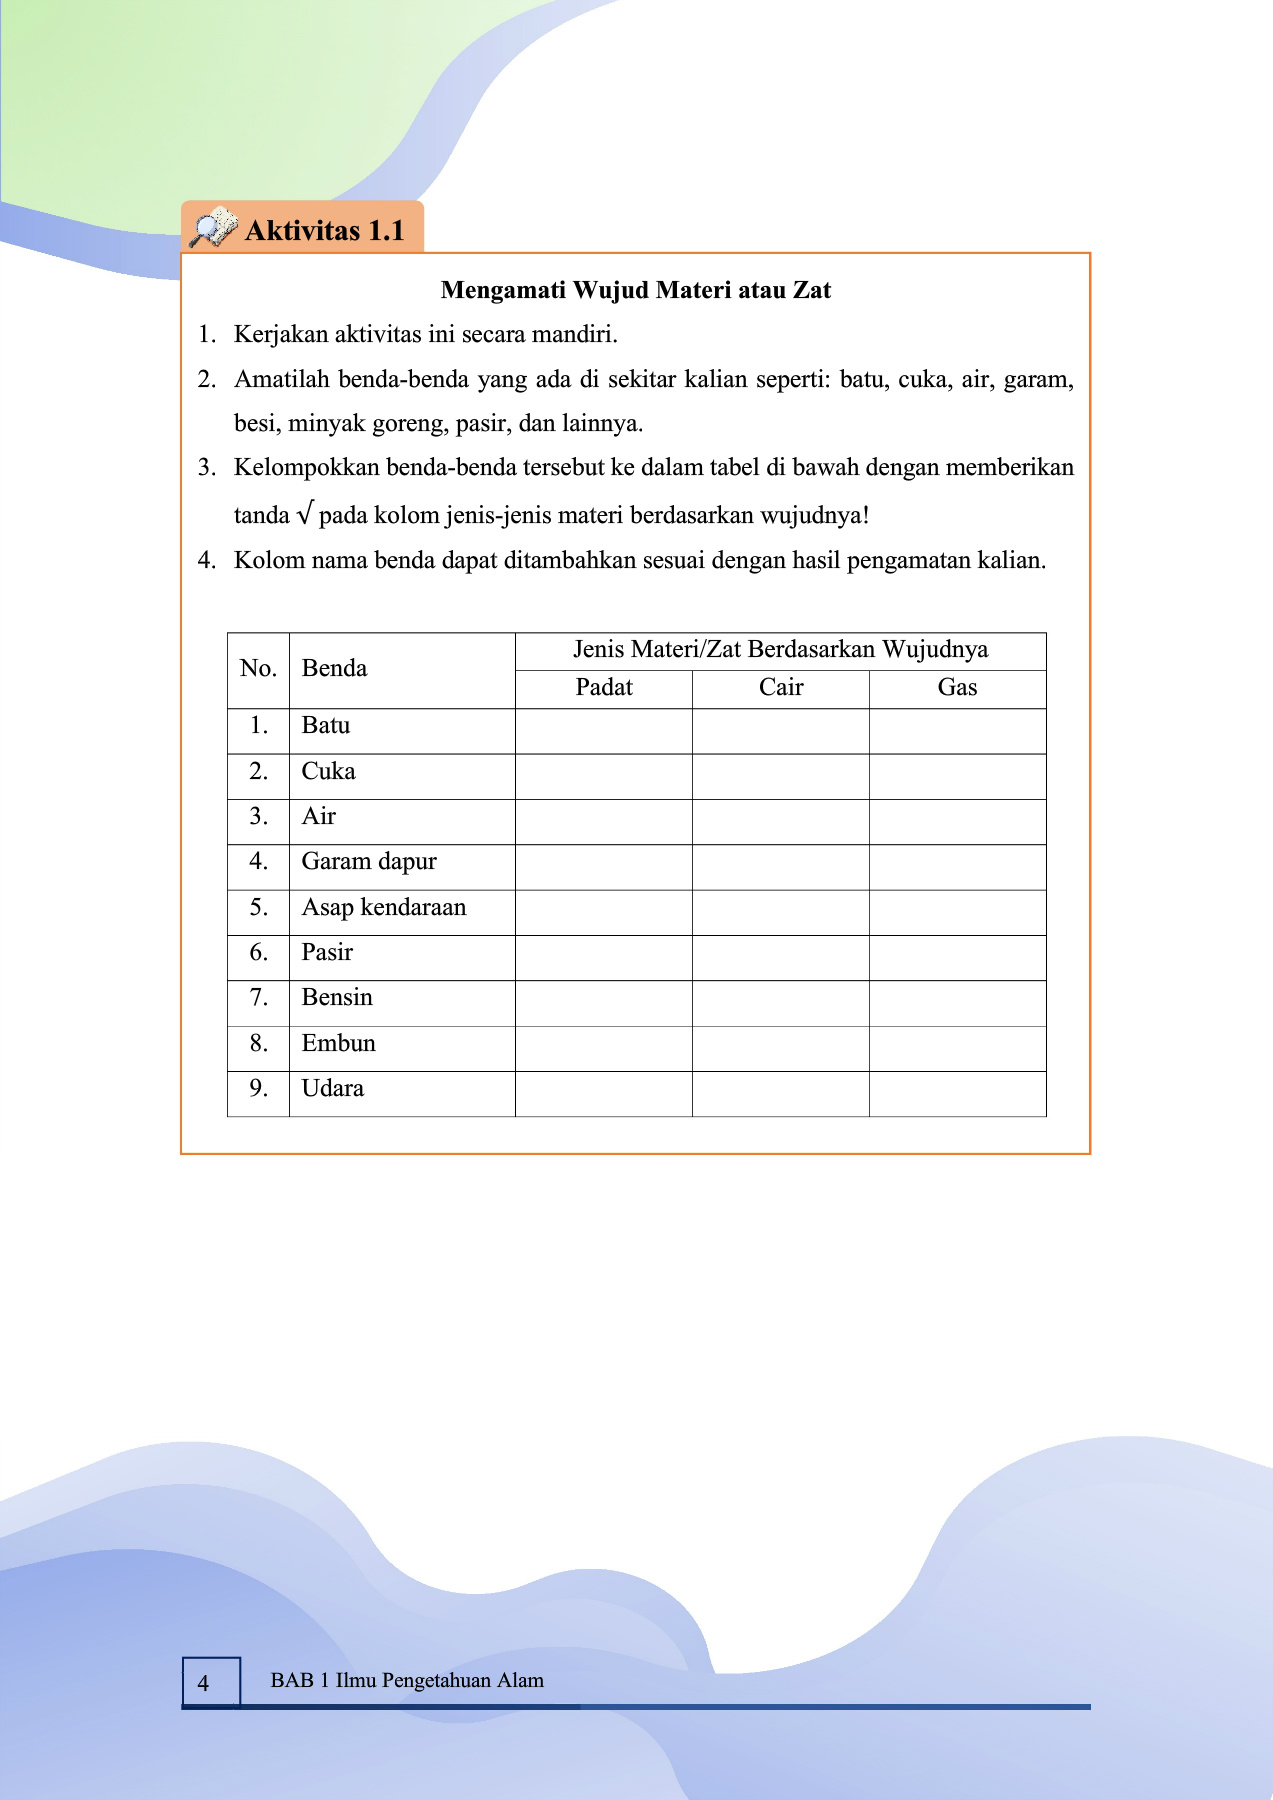 Aktivitas 1.1
Mengamati Wujud Materi atau Zat
1. Kerjakan aktivitas ini secara mandiri.
2. Amatilah benda-benda yang ada di sekitar kalian seperti: batu, cuka, air, garam,
besi, minyak goreng, pasir, dan lainnya.
3. Kelompokkan benda-benda tersebut ke dalam tabel di bawah dengan memberikan
tanda √ pada kolom jenis-jenis materi berdasarkan wujudnya!
4. Kolom nama benda dapat ditambahkan sesuai dengan hasil pengamatan kalian.
No. Benda Jenis Materi/Zat Berdasarkan Wujudnya
Padat Cair Gas
1. Batu
2. Cuka
3. Air
4. Garam dapur
5. Asap kendaraan
6. Pasir
7. Bensin
8. Embun
9. Udara
4 BAB 1 Ilmu Pengetahuan Alam